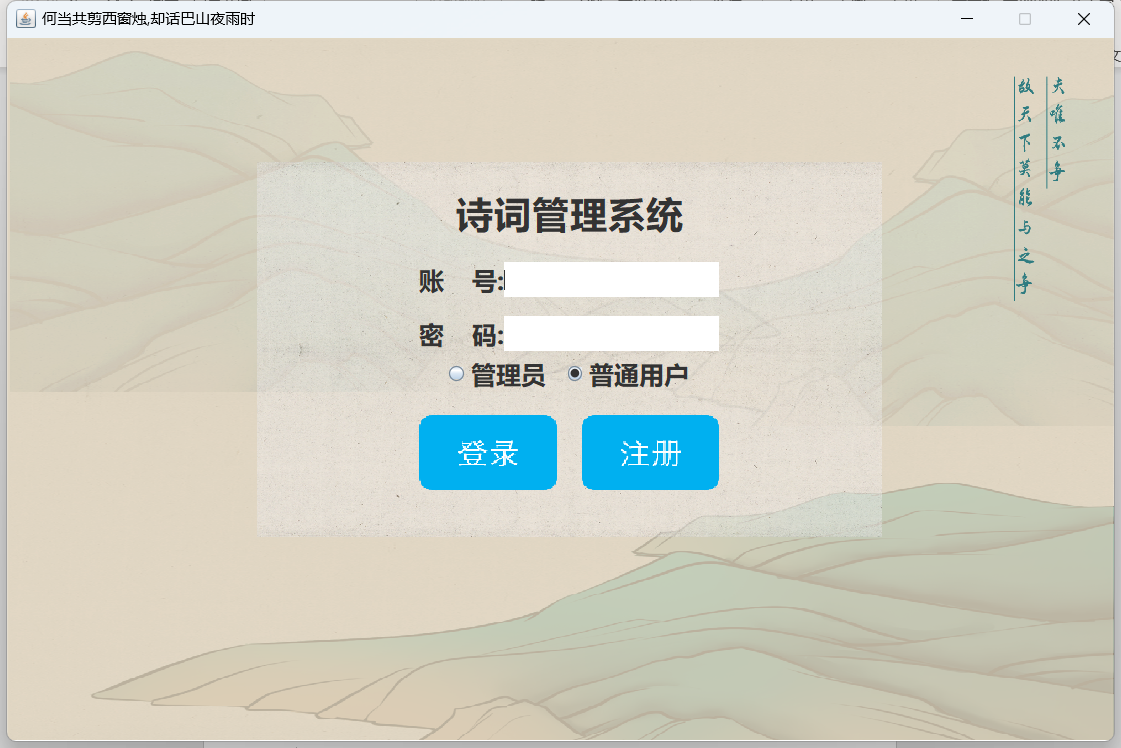 何当共剪西窗烛,却话巴山夜雨时
夫唯不争
故天下莫能与之争
诗词管理系统
账 号:
密 码:
管理员 普通用户
登录 注册